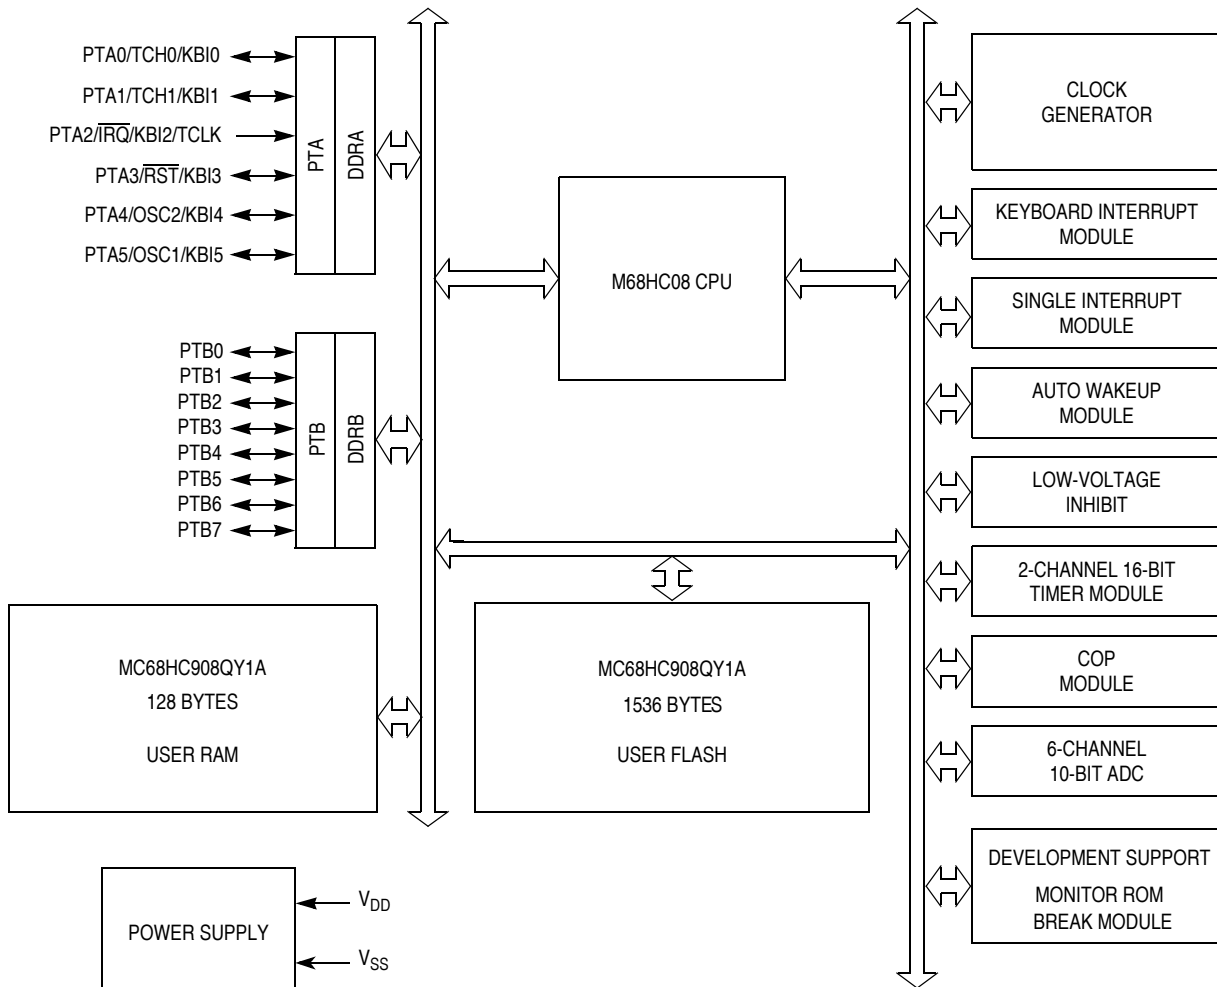 PTA0/TCH0/KBI0
PTA1/TCH1/KBI1
PTA2/IRQ/KBI2/TCLK
PTA3/RST/KBI3
PTA4/OSC2/KBI4
PTA5/OSC1/KBI5
PTA
DDRA
PTB0
PTB1
PTB2
PTB3
PTB4
PTB5
PTB6
PTB7
PTB
DDRB
M68HC08 CPU
MC68HC908QY1A
128 BYTES
USER RAM
MC68HC908QY1A
1536 BYTES
USER FLASH
POWER SUPPLY
VDD
VSS
CLOCK
GENERATOR
KEYBOARD INTERRUPT
MODULE
SINGLE INTERRUPT
MODULE
AUTO WAKEUP
MODULE
LOW-VOLTAGE
INHIBIT
2-CHANNEL 16-BIT
TIMER MODULE
COP
MODULE
6-CHANNEL
10-BIT ADC
DEVELOPMENT SUPPORT
MONITOR ROM
BREAK MODULE